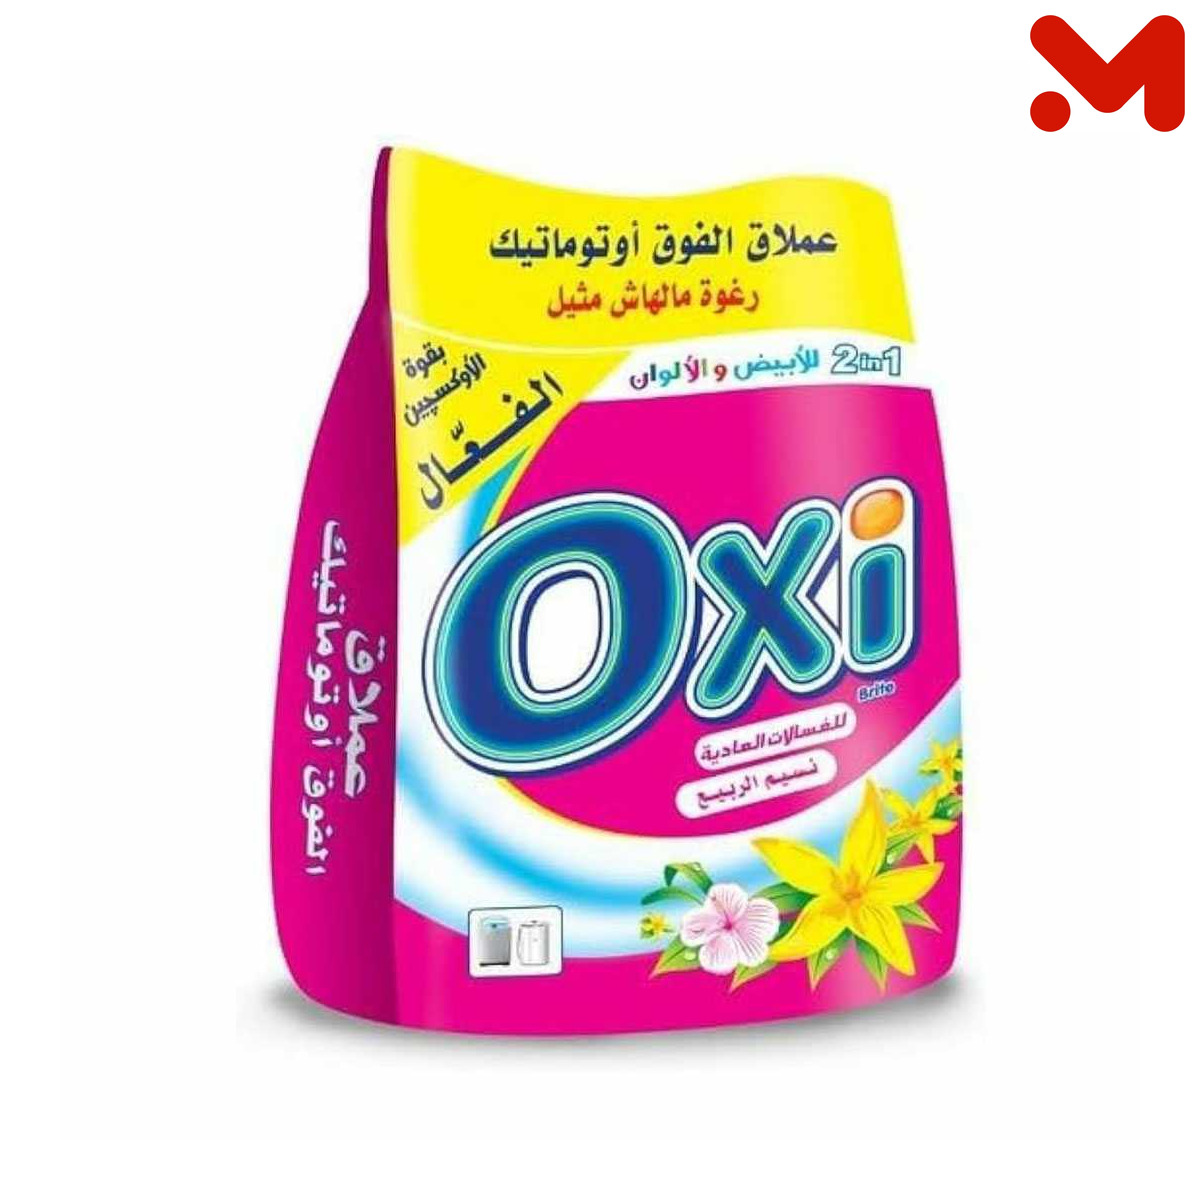 عملاق الفوق أوتوماتيك
رغوة مالهاش مثيل
2in1 للأبيض و الألوان
بقوة
الأوكسچين
الفعّال
Oxi
Brite
للغسالات العادية
نسيم الربيع
عملاق
الفوق أوتوماتيك